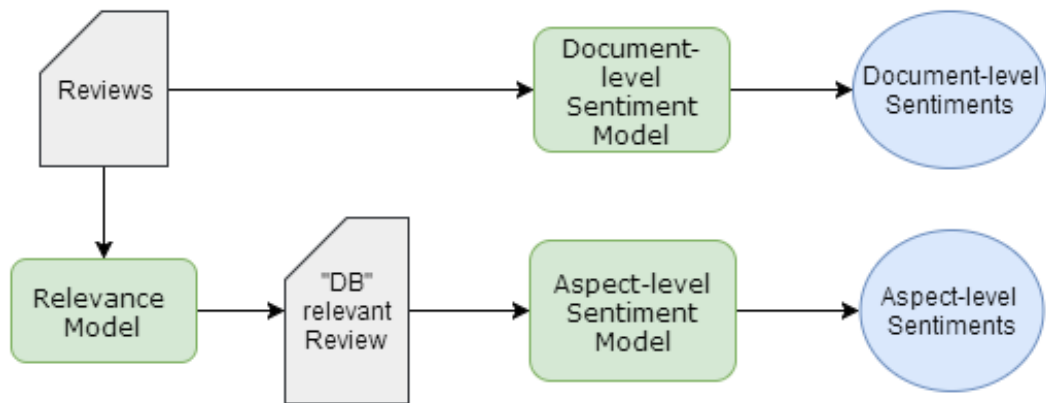 Reviews
Document-
level
Sentiment
Model
Document-level
Sentiments
Relevance
Model
"DB"
relevant
Review
Aspect-level
Sentiment
Model
Aspect-level
Sentiments